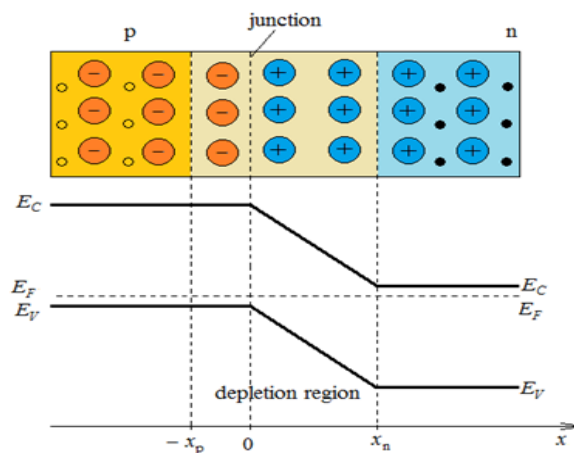 junction
p n
− − − + + + +
− − − + + + +
− − − + + + +
E_C
E_F E_C
E_V E_F
depletion region E_V
− x_p 0 x_n x